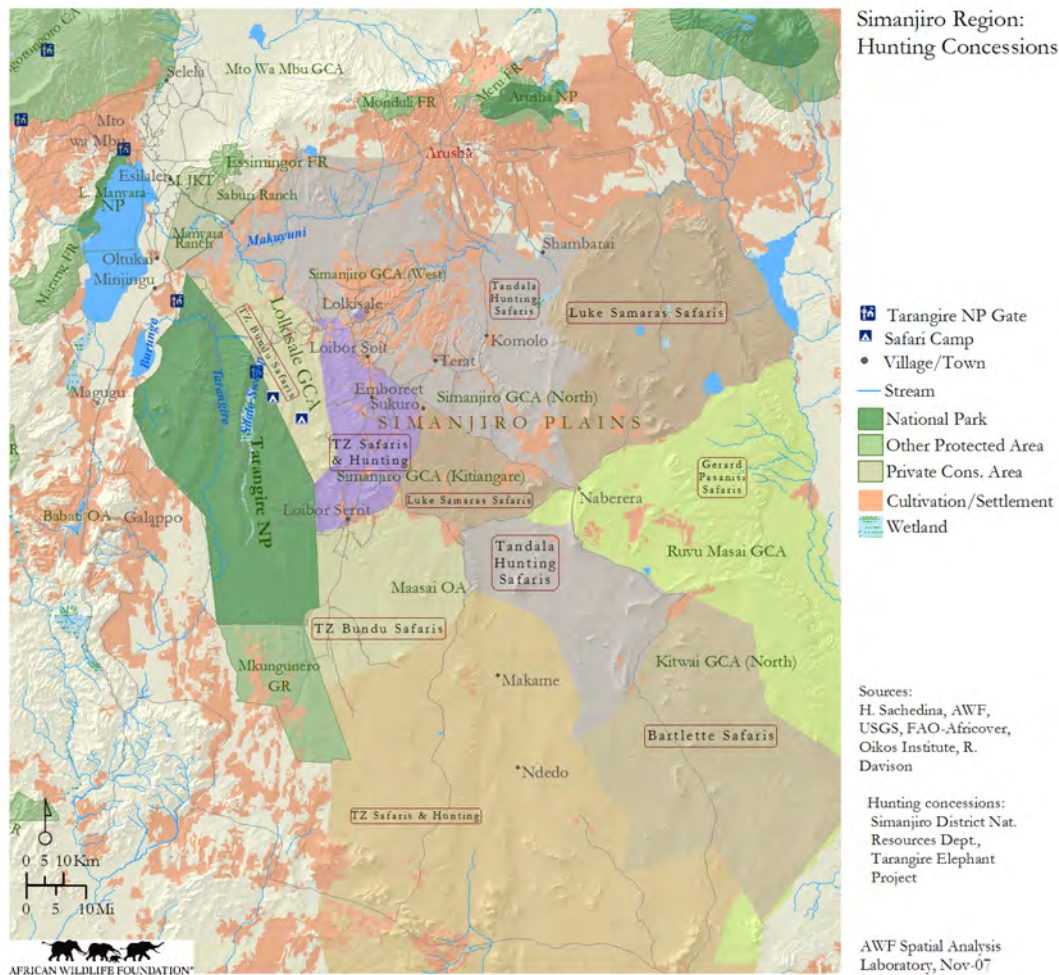 Simanjiro Region:
Hunting Concessions
Selela
Mto Wa Mbu GCA
Monduli FR
Meru FR
Arusha NP
Mto
wa Mbu
Arusha
Essimingor FR
Esilalei
M JKT
L. Manyara
NP
Sabun Ranch
Manyara
Ranch
Makuyuni
Marang FR
Oltukai
Minjingu
Shambarai
Simanjiro GCA (West)
Tandala
Hunting
Safaris
Luke Samaras Safaris
Lolkisale
Lolkisale GCA
TZ Bundu Safaris
Komolo
Loibor Soit
Terat
Burunge
Tarangire
Magugu
Emboreet
Sukuro
Simanjiro GCA (North)
SIMANJIRO PLAINS
Tarangire NP
TZ Safaris
& Hunting
Simanjiro GCA (Kitiangare)
Gerard
Pasanisi
Safaris
Luke Samaras Safaris
Naberera
Babati OA
Galappo
Loibor Serrit
Tandala
Hunting
Safaris
Ruvu Masai GCA
Maasai OA
TZ Bundu Safaris
Mkungunero
GR
Kitwai GCA (North)
Makame
Bartlette Safaris
Ndedo
TZ Safaris & Hunting
0 5 10 Km
0 5 10 Mi
AFRICAN WILDLIFE FOUNDATION®
Tarangire NP Gate
Safari Camp
Village/Town
Stream
National Park
Other Protected Area
Private Cons. Area
Cultivation/Settlement
Wetland
Sources:
H. Sachedina, AWF,
USGS, FAO-Africover,
Oikos Institute, R.
Davison
Hunting concessions:
Simanjiro District Nat.
Resources Dept.,
Tarangire Elephant
Project
AWF Spatial Analysis
Laboratory, Nov-07